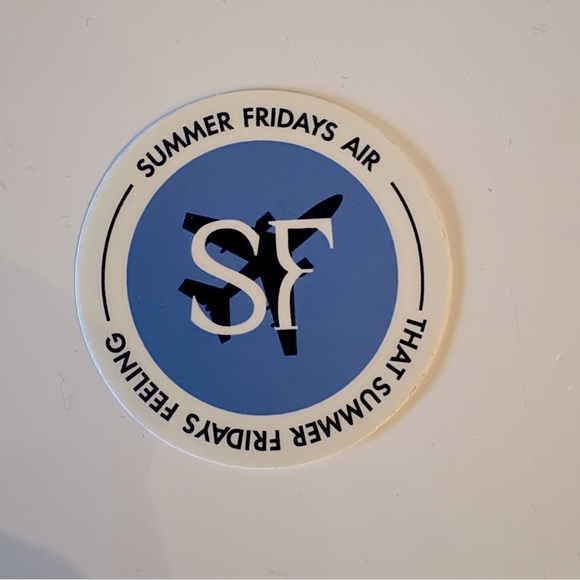 SUMMER FRIDAYS AIR
SF
THAT SUMMER FRIDAYS FEELING